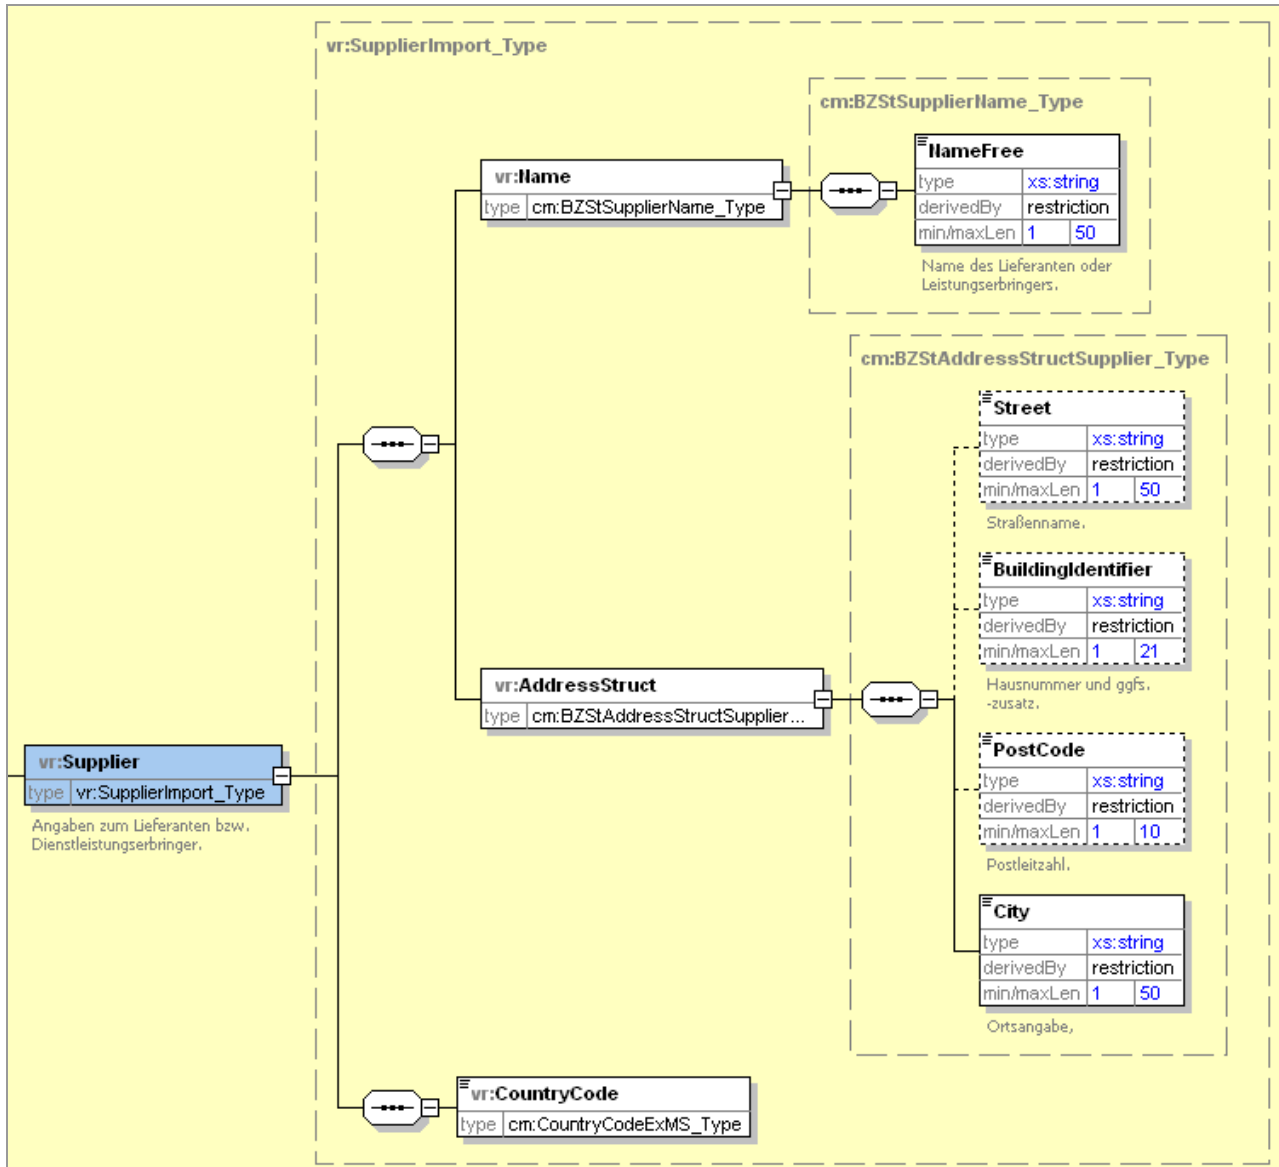 vr:SupplierImport_Type
cm:BZStSupplierName_Type
NameFree
type xs:string
derivedBy restriction
min/maxLen 1 50
Name des Lieferanten oder
Leistungserbringers.
vr:Name
type cm:BZStSupplierName_Type
cm:BZStAddressStructSupplier_Type
Street
type xs:string
derivedBy restriction
min/maxLen 1 50
Straßenname.
BuildingIdentifier
type xs:string
derivedBy restriction
min/maxLen 1 21
Hausnummer und ggfs.
-zusatz.
vr:AddressStruct
type cm:BZStAddressStructSupplier...
PostCode
type xs:string
derivedBy restriction
min/maxLen 1 10
Postleitzahl.
vr:Supplier
type vr:SupplierImport_Type
Angaben zum Lieferanten bzw.
Dienstleistungserbringer.
City
type xs:string
derivedBy restriction
min/maxLen 1 50
Ortsangabe,
vr:CountryCode
type cm:CountryCodeExMS_Type